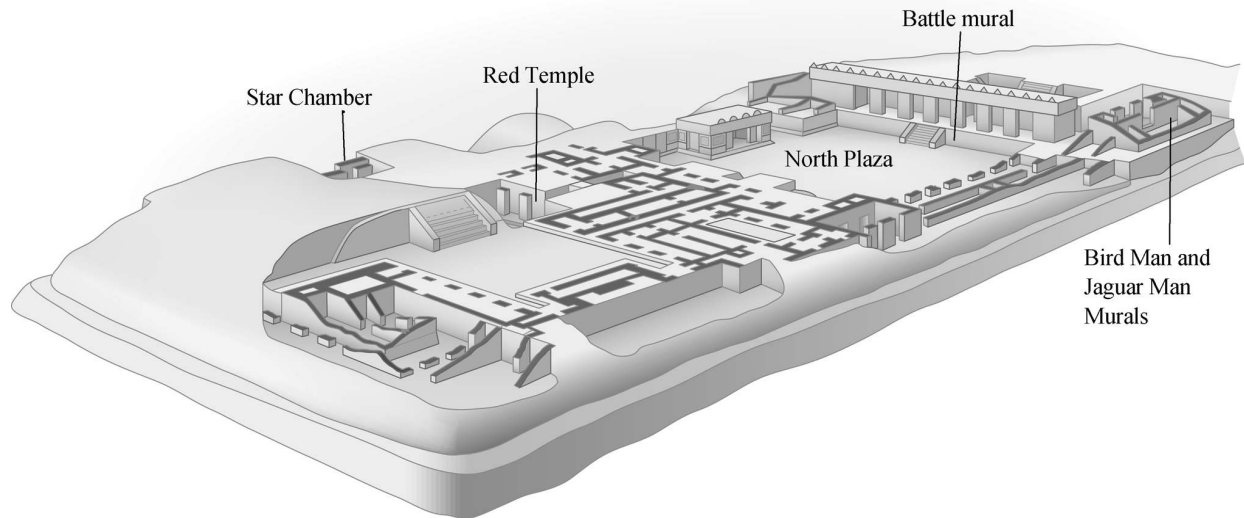 Battle mural
Red Temple
Star Chamber
North Plaza
Bird Man and
Jaguar Man
Murals